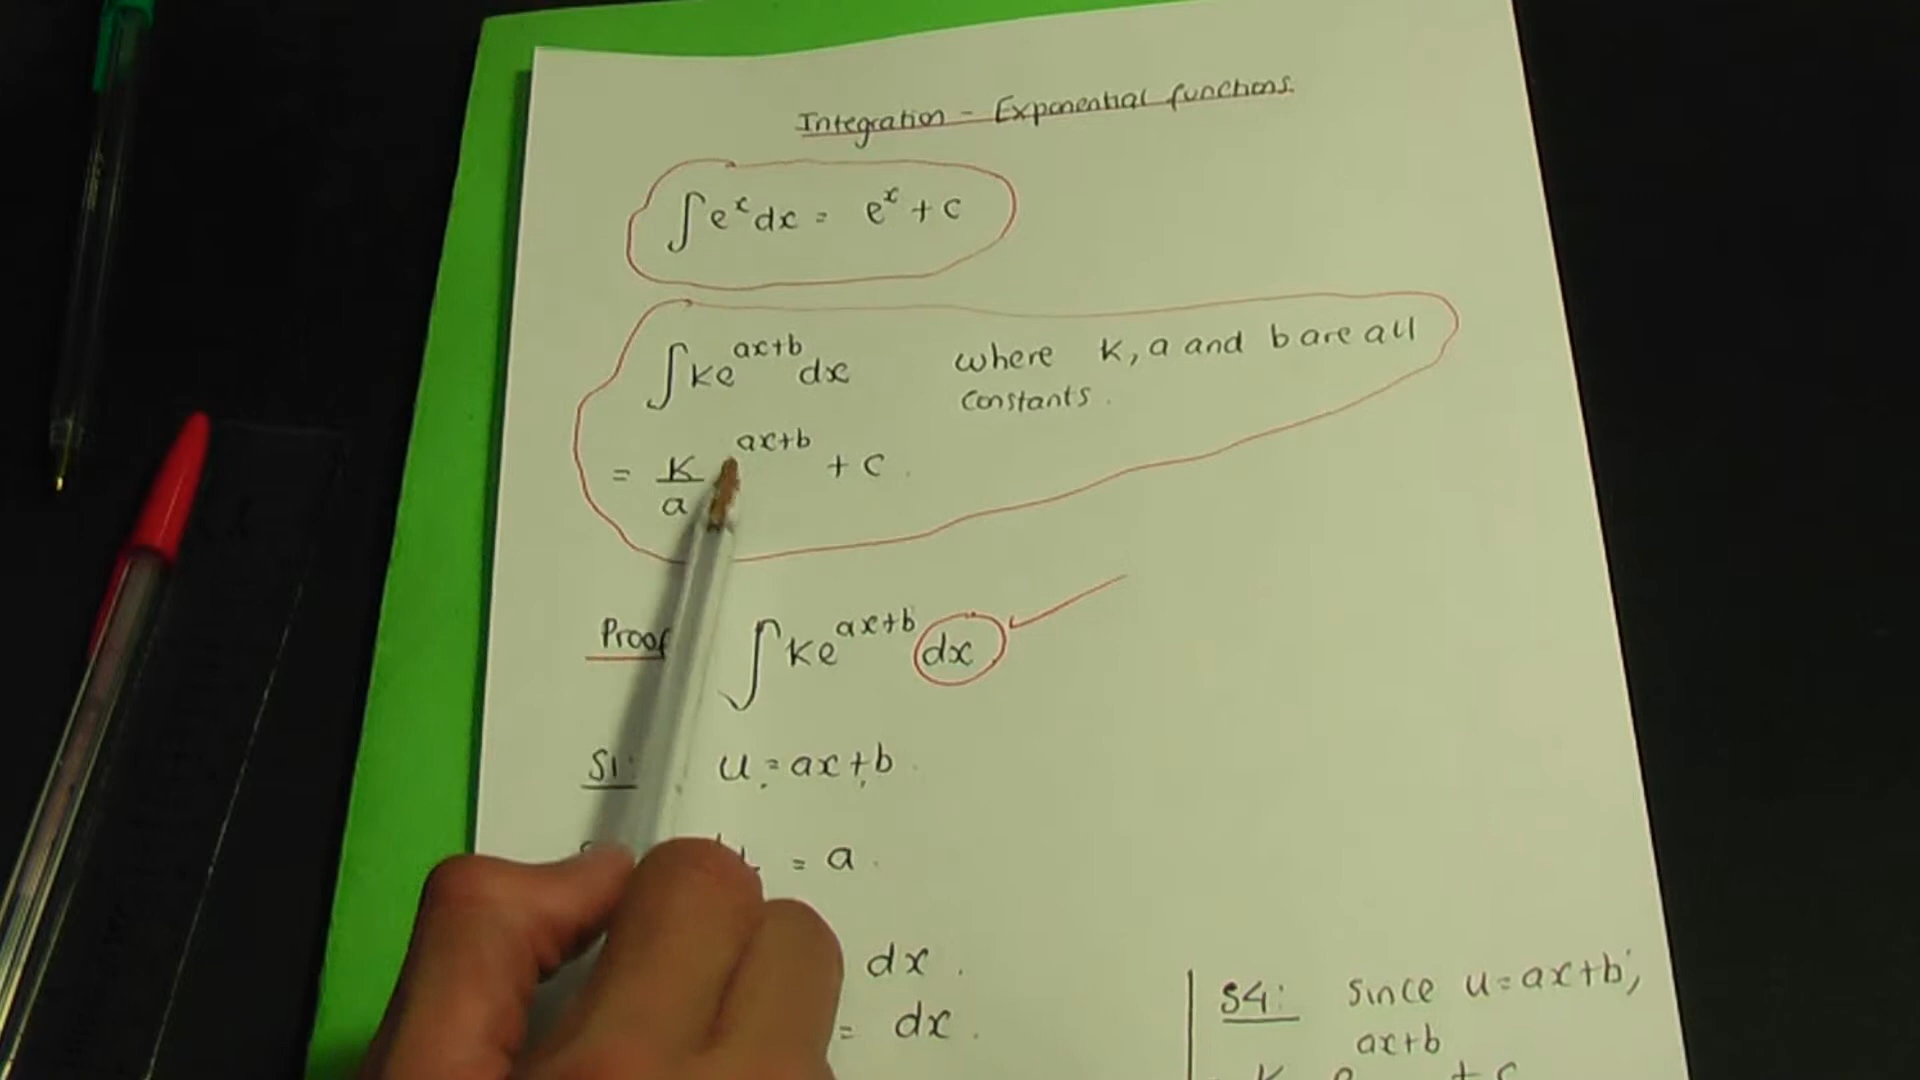 Integration - Exponential functions.
∫e^x dx = e^x + c
∫ke^(ax+b) dx where k, a and b are all
constants.
= k/a ^(ax+b) + c.
Proof ∫ke^(ax+b) dx
S1: u = ax+b.
= a.
dx.
= dx.
S4: Since u = ax+b,
ax+b
k e + c